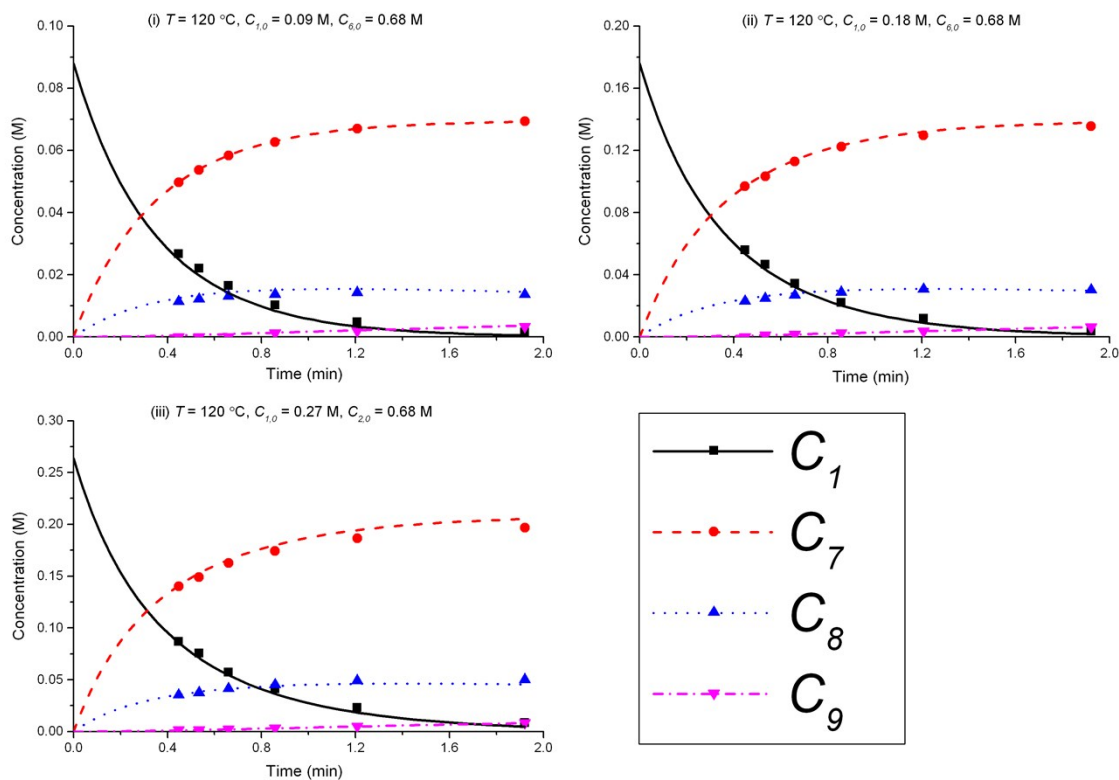 (i) T = 120 °C, C1,0 = 0.09 M, C6,0 = 0.68 M
Concentration (M)
0.10
0.08
0.06
0.04
0.02
0.00
0.0 0.4 0.8 1.2 1.6 2.0
Time (min)
(ii) T = 120 °C, C1,0 = 0.18 M, C6,0 = 0.68 M
Concentration (M)
0.20
0.16
0.12
0.08
0.04
0.00
0.0 0.4 0.8 1.2 1.6 2.0
Time (min)
(iii) T = 120 °C, C1,0 = 0.27 M, C2,0 = 0.68 M
Concentration (M)
0.30
0.25
0.20
0.15
0.10
0.05
0.00
0.0 0.4 0.8 1.2 1.6 2.0
Time (min)
C1
C7
C8
C9